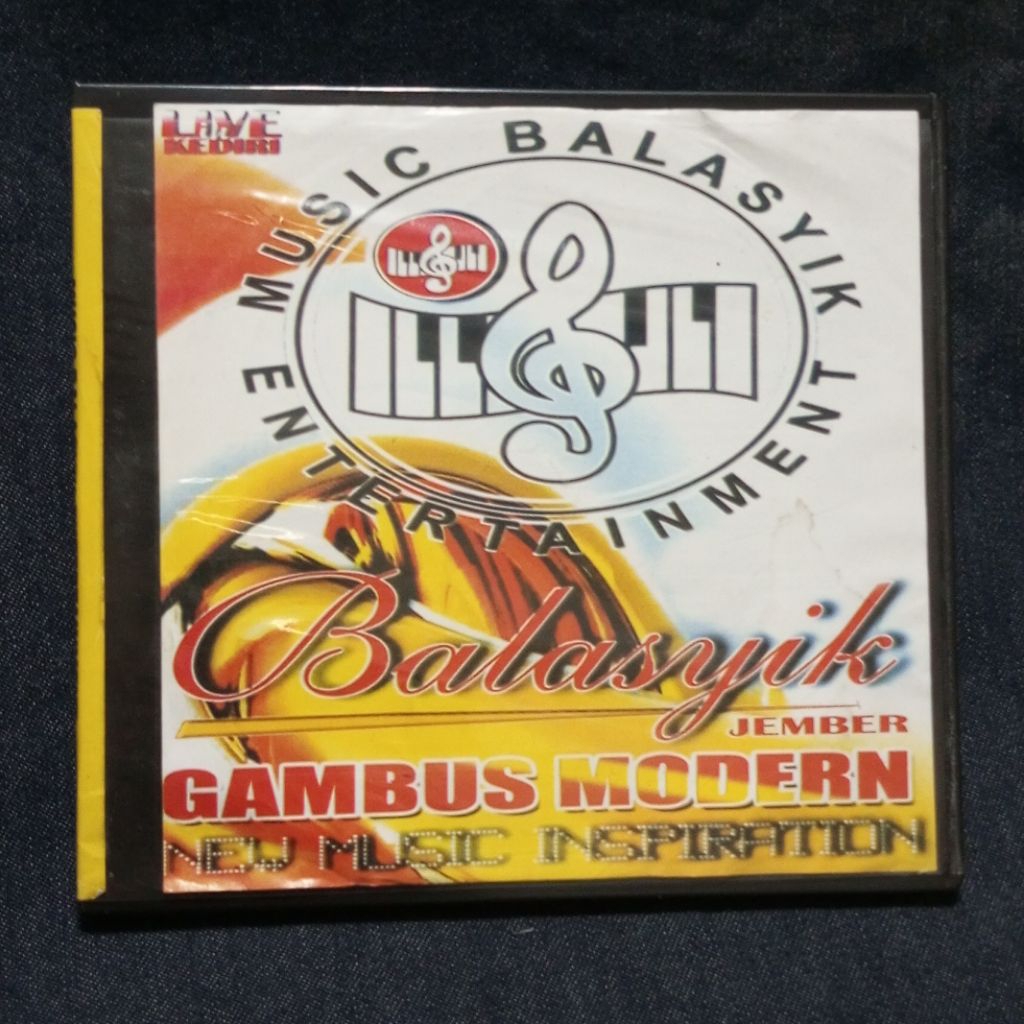 LIVE
KEDIRI
MUSIC BALASYIK
ENTERTAINMENT
Balasyik
JEMBER
GAMBUS MODERN
NEW MUSIC INSPIRATION